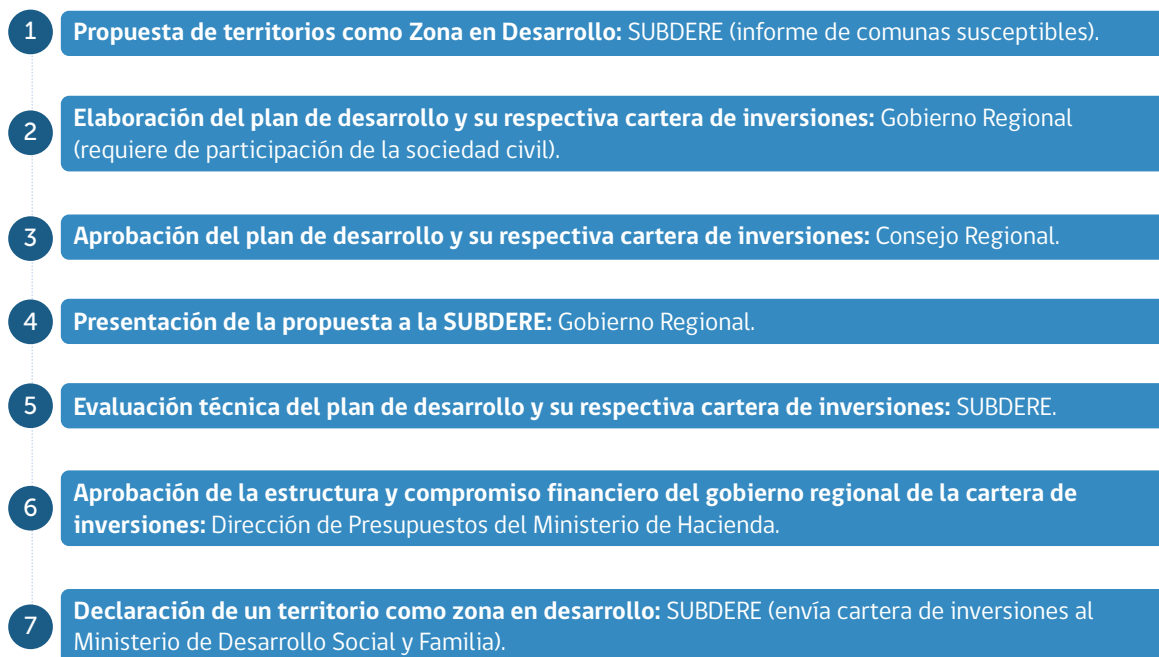 1
Propuesta de territorios como Zona en Desarrollo: SUBDERE (informe de comunas susceptibles).
2
Elaboración del plan de desarrollo y su respectiva cartera de inversiones: Gobierno Regional
(requiere de participación de la sociedad civil).
3
Aprobación del plan de desarrollo y su respectiva cartera de inversiones: Consejo Regional.
4
Presentación de la propuesta a la SUBDERE: Gobierno Regional.
5
Evaluación técnica del plan de desarrollo y su respectiva cartera de inversiones: SUBDERE.
6
Aprobación de la estructura y compromiso financiero del gobierno regional de la cartera de
inversiones: Dirección de Presupuestos del Ministerio de Hacienda.
7
Declaración de un territorio como zona en desarrollo: SUBDERE (envía cartera de inversiones al
Ministerio de Desarrollo Social y Familia).